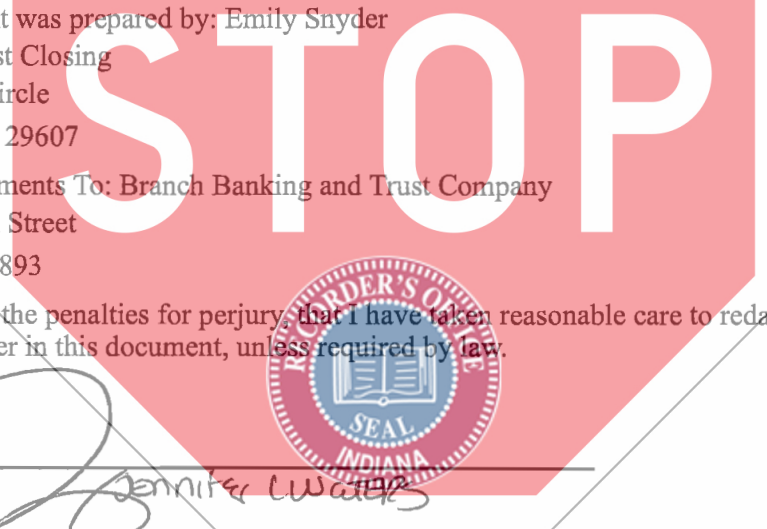 t was prepared by: Emily Snyder
st Closing
ircle
29607
ments To: Branch Banking and Trust Company
Street
893
the penalties for perjury, that I have taken reasonable care to reda
er in this document, unless required by law.
Jennifer L Waters
STOP
RECORDER'S OFFICE
SEAL
INDIANA